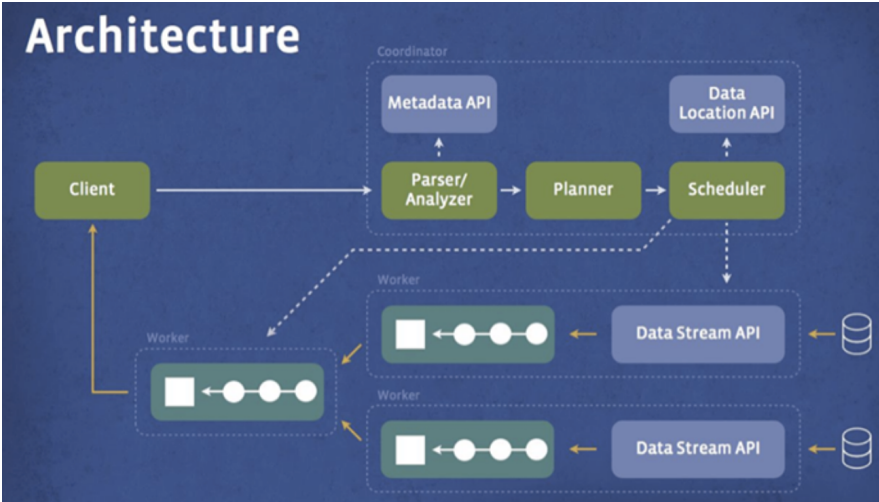 Architecture
Coordinator
Metadata API
Data
Location API
Client
Parser/
Analyzer
Planner
Scheduler
Worker
Data Stream API
Worker
Worker
Data Stream API